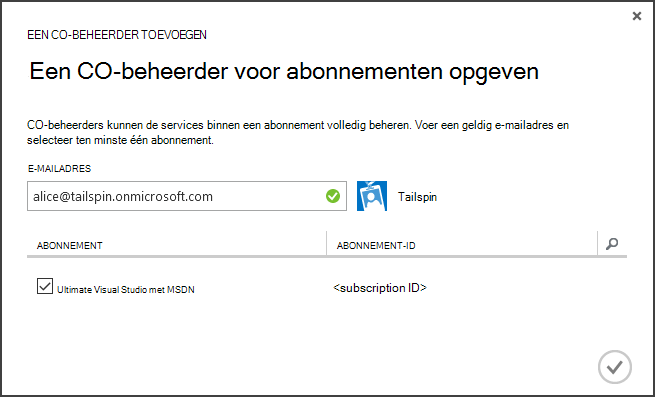 EEN CO-BEHEERDER TOEVOEGEN
Een CO-beheerder voor abonnementen opgeven
CO-beheerders kunnen de services binnen een abonnement volledig beheren. Voer een geldig e-mailadres en
selecteer ten minste één abonnement.
E-MAILADRES
alice@tailspin.onmicrosoft.com Tailspin
ABONNEMENT ABONNEMENT-ID
Ultimate Visual Studio met MSDN <subscription ID>